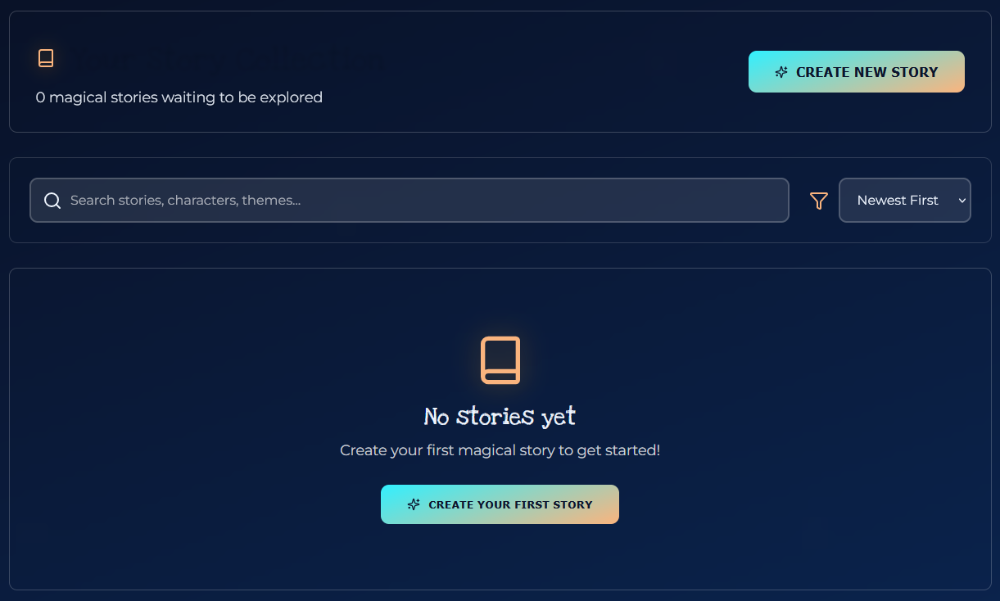 0 magical stories waiting to be explored
CREATE NEW STORY
Search stories, characters, themes...
Newest First
No stories yet
Create your first magical story to get started!
CREATE YOUR FIRST STORY